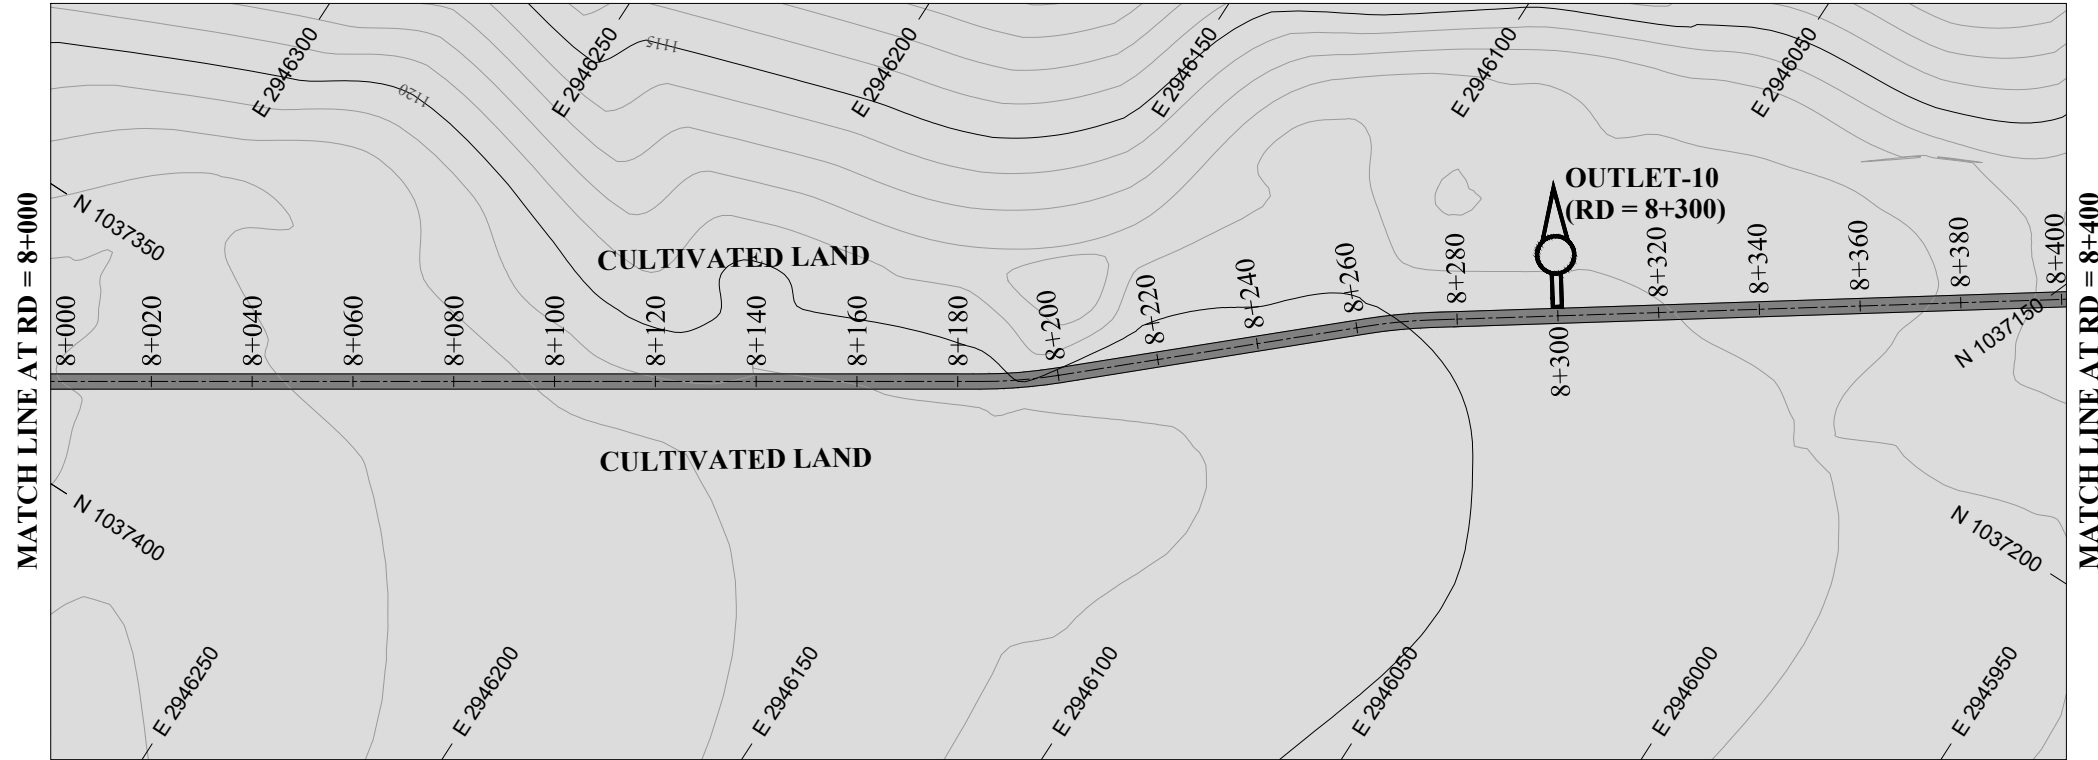 E 2946300
E 2946250
E 2946200
E 2946150
E 2946100
E 2946050
1115
1120
MATCH LINE AT RD = 8+000
N 1037350
OUTLET-10
(RD = 8+300)
CULTIVATED LAND
8+000
8+020
8+040
8+060
8+080
8+100
8+120
8+140
8+160
8+180
8+200
8+220
8+240
8+260
8+280
8+300
8+320
8+340
8+360
8+380
8+400
N 1037150
MATCH LINE AT RD = 8+400
CULTIVATED LAND
N 1037400
N 1037200
E 2946250
E 2946200
E 2946150
E 2946100
E 2946050
E 2946000
E 2945950